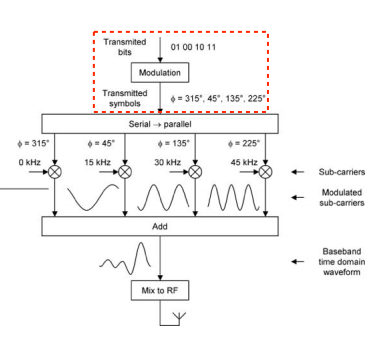 Transmited
bits
01 00 10 11
Modulation
Transmitted
symbols
ϕ = 315°, 45°, 135°, 225°
Serial → parallel
ϕ = 315°
ϕ = 45°
ϕ = 135°
ϕ = 225°
0 kHz
15 kHz
30 kHz
45 kHz
Sub-carriers
Modulated
sub-carriers
Add
Baseband
time domain
waveform
Mix to RF